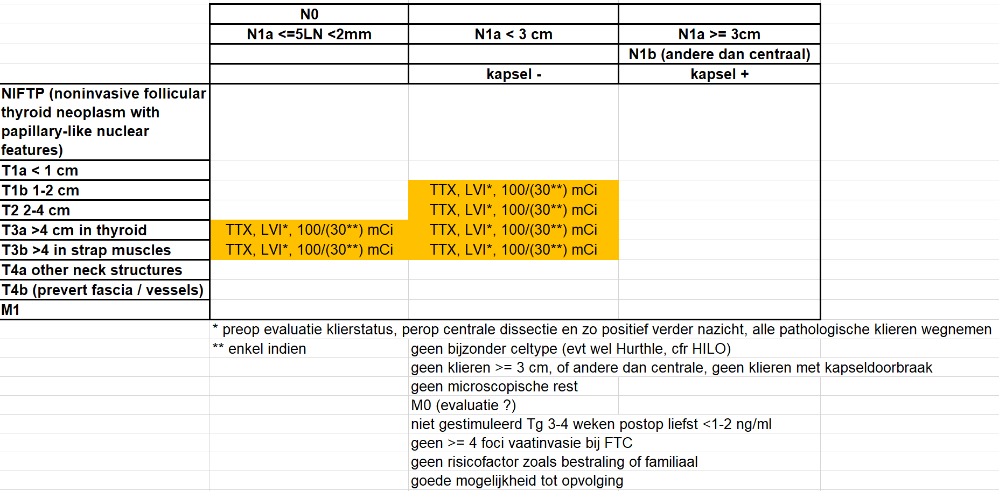 N0
N1a <=5LN <2mm N1a < 3 cm N1a >= 3cm
N1b (andere dan centraal)
kapsel - kapsel +
NIFTP (noninvasive follicular
thyroid neoplasm with
papillary-like nuclear
features)
T1a < 1 cm
T1b 1-2 cm TTX, LVI*, 100/(30**) mCi
T2 2-4 cm TTX, LVI*, 100/(30**) mCi
T3a >4 cm in thyroid TTX, LVI*, 100/(30**) mCi TTX, LVI*, 100/(30**) mCi
T3b >4 in strap muscles TTX, LVI*, 100/(30**) mCi TTX, LVI*, 100/(30**) mCi
T4a other neck structures
T4b (prevert fascia / vessels)
M1
* preop evaluatie klierstatus, perop centrale dissectie en zo positief verder nazicht, alle pathologische klieren wegnemen
** enkel indien geen bijzonder celtype (evt wel Hurthle, cfr HILO)
geen klieren >= 3 cm, of andere dan centrale, geen klieren met kapseldoorbraak
geen microscopische rest
M0 (evaluatie ?)
niet gestimuleerd Tg 3-4 weken postop liefst <1-2 ng/ml
geen >= 4 foci vaatinvasie bij FTC
geen risicofactor zoals bestraling of familiaal
goede mogelijkheid tot opvolging